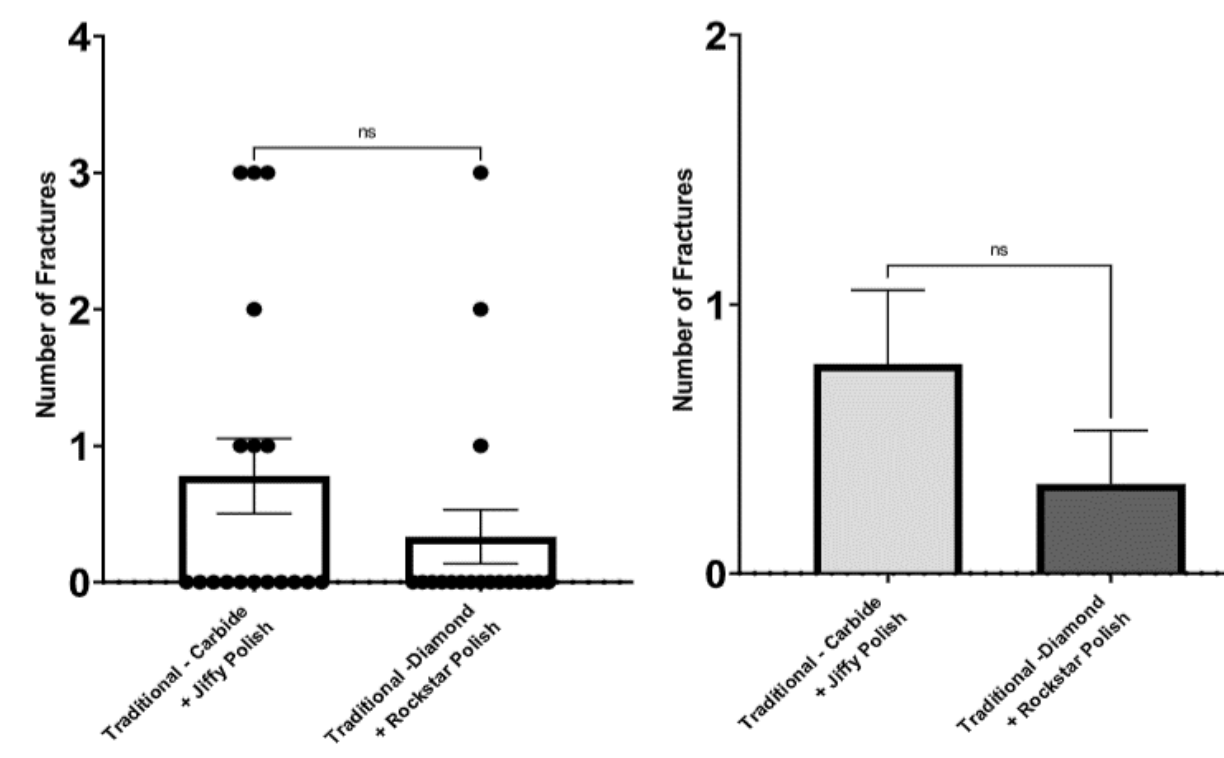 4
3
2
1
0
Number of Fractures
ns
Traditional - Carbide
+ Jiffy Polish
Traditional -Diamond
+ Rockstar Polish
2
1
0
Number of Fractures
ns
Traditional - Carbide
+ Jiffy Polish
Traditional -Diamond
+ Rockstar Polish